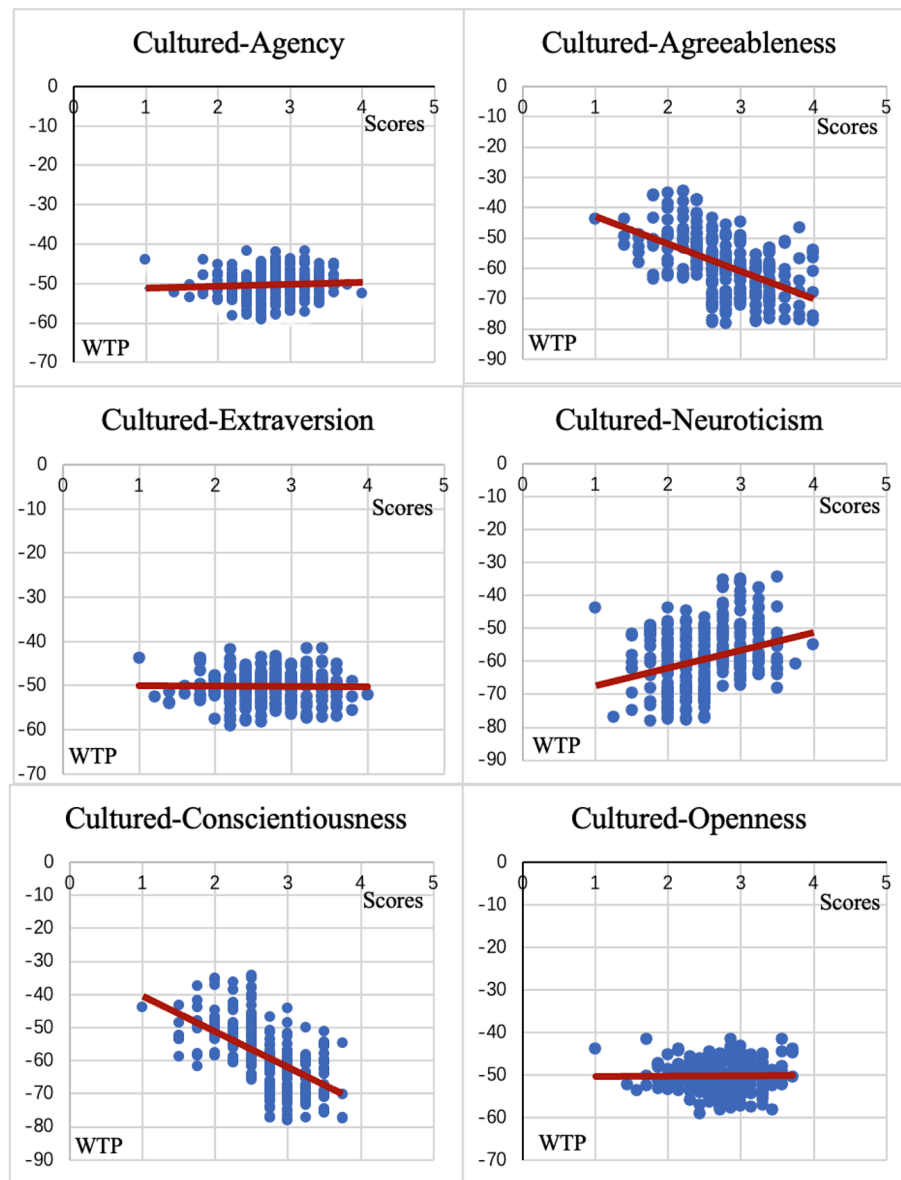 Cultured-Agency
0
0 1 2 3 4 5
Scores
-10
-20
-30
-40
-50
-60
-70
WTP
Cultured-Agreeableness
0
0 1 2 3 4 5
-10
Scores
-20
-30
-40
-50
-60
-70
-80
-90
WTP
Cultured-Extraversion
0
0 1 2 3 4 5
-10
Scores
-20
-30
-40
-50
-60
-70
WTP
Cultured-Neuroticism
0
0 1 2 3 4 5
-10
Scores
-20
-30
-40
-50
-60
-70
-80
-90
WTP
Cultured-Conscientiousness
0
0 1 2 3 4 5
-10
Scores
-20
-30
-40
-50
-60
-70
-80
-90
WTP
Cultured-Openness
0
0 1 2 3 4 5
-10
Scores
-20
-30
-40
-50
-60
-70
WTP